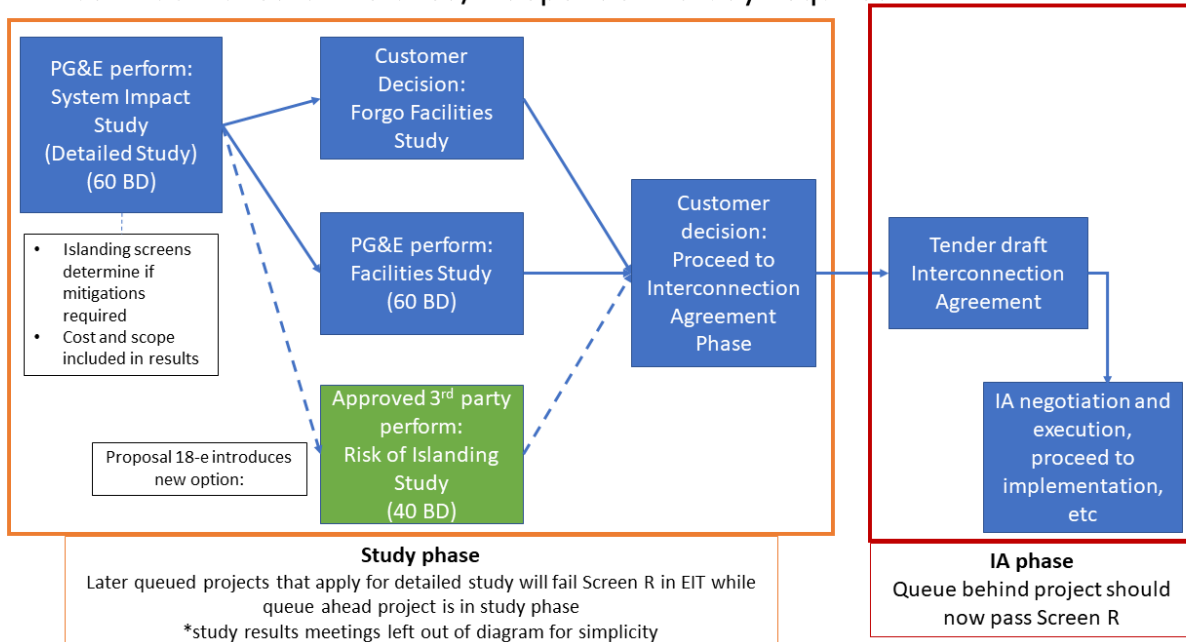 PG&E perform:
System Impact
Study
(Detailed Study)
(60 BD)
• Islanding screens
determine if
mitigations
required
• Cost and scope
included in results
Customer
Decision:
Forgo Facilities
Study
PG&E perform:
Facilities Study
(60 BD)
Proposal 18-e introduces
new option:
Approved 3rd party
perform:
Risk of Islanding
Study
(40 BD)
Customer
decision:
Proceed to
Interconnection
Agreement
Phase
Tender draft
Interconnection
Agreement
IA negotiation and
execution,
proceed to
implementation,
etc
Study phase
Later queued projects that apply for detailed study will fail Screen R in EIT while
queue ahead project is in study phase
*study results meetings left out of diagram for simplicity
IA phase
Queue behind project should
now pass Screen R